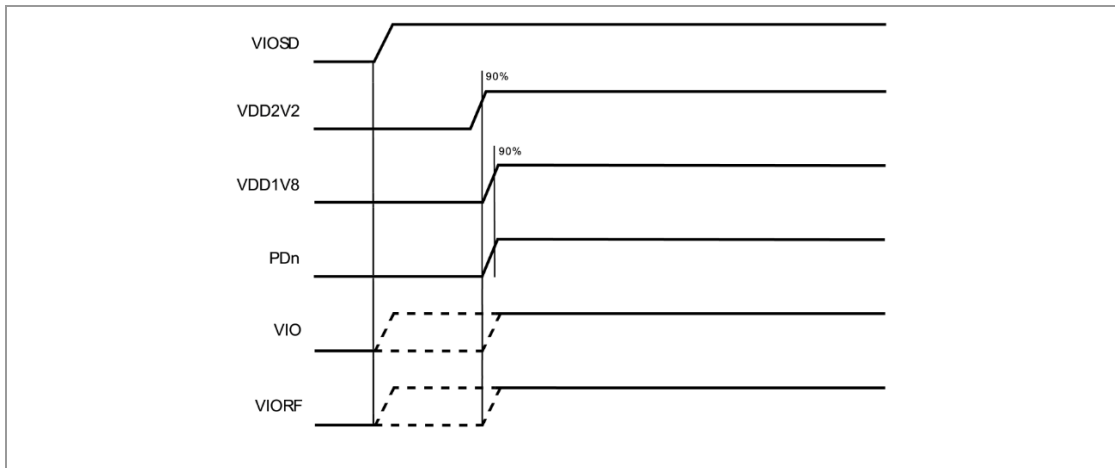 VIOSD
90%
VDD2V2
90%
VDD1V8
PDn
VIO
VIORF